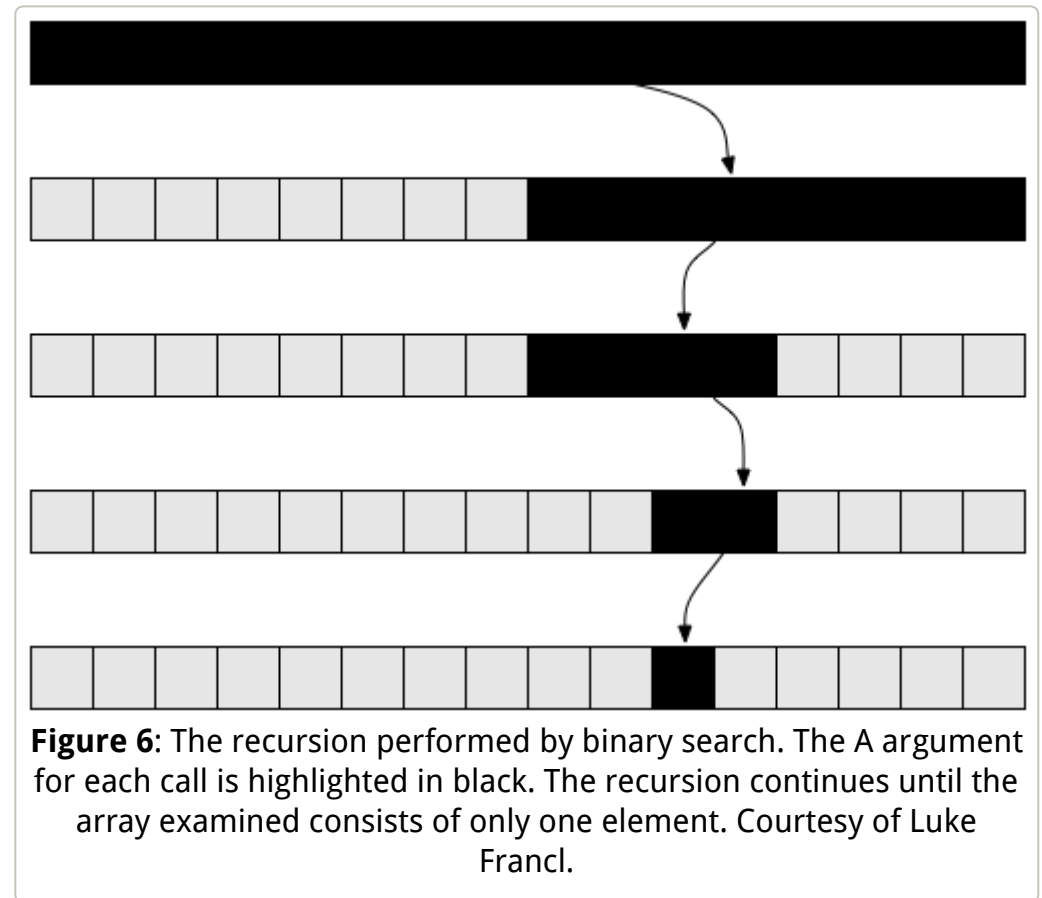 Figure 6: The recursion performed by binary search. The A argument
for each call is highlighted in black. The recursion continues until the
array examined consists of only one element. Courtesy of Luke
Francl.